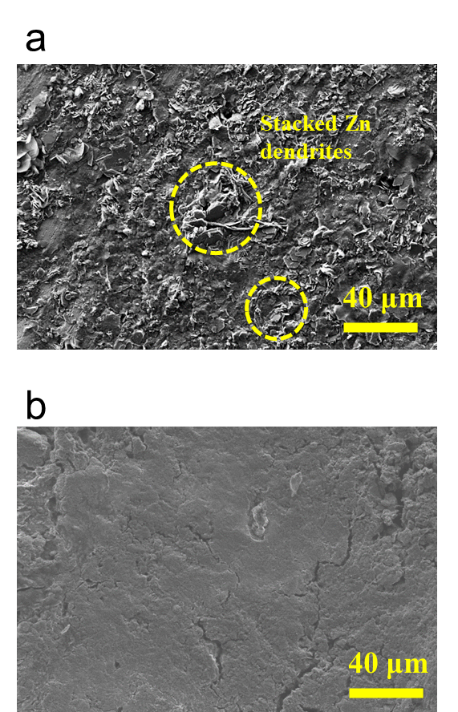 a
Stacked Zn
dendrites
40 μm
b
40 μm